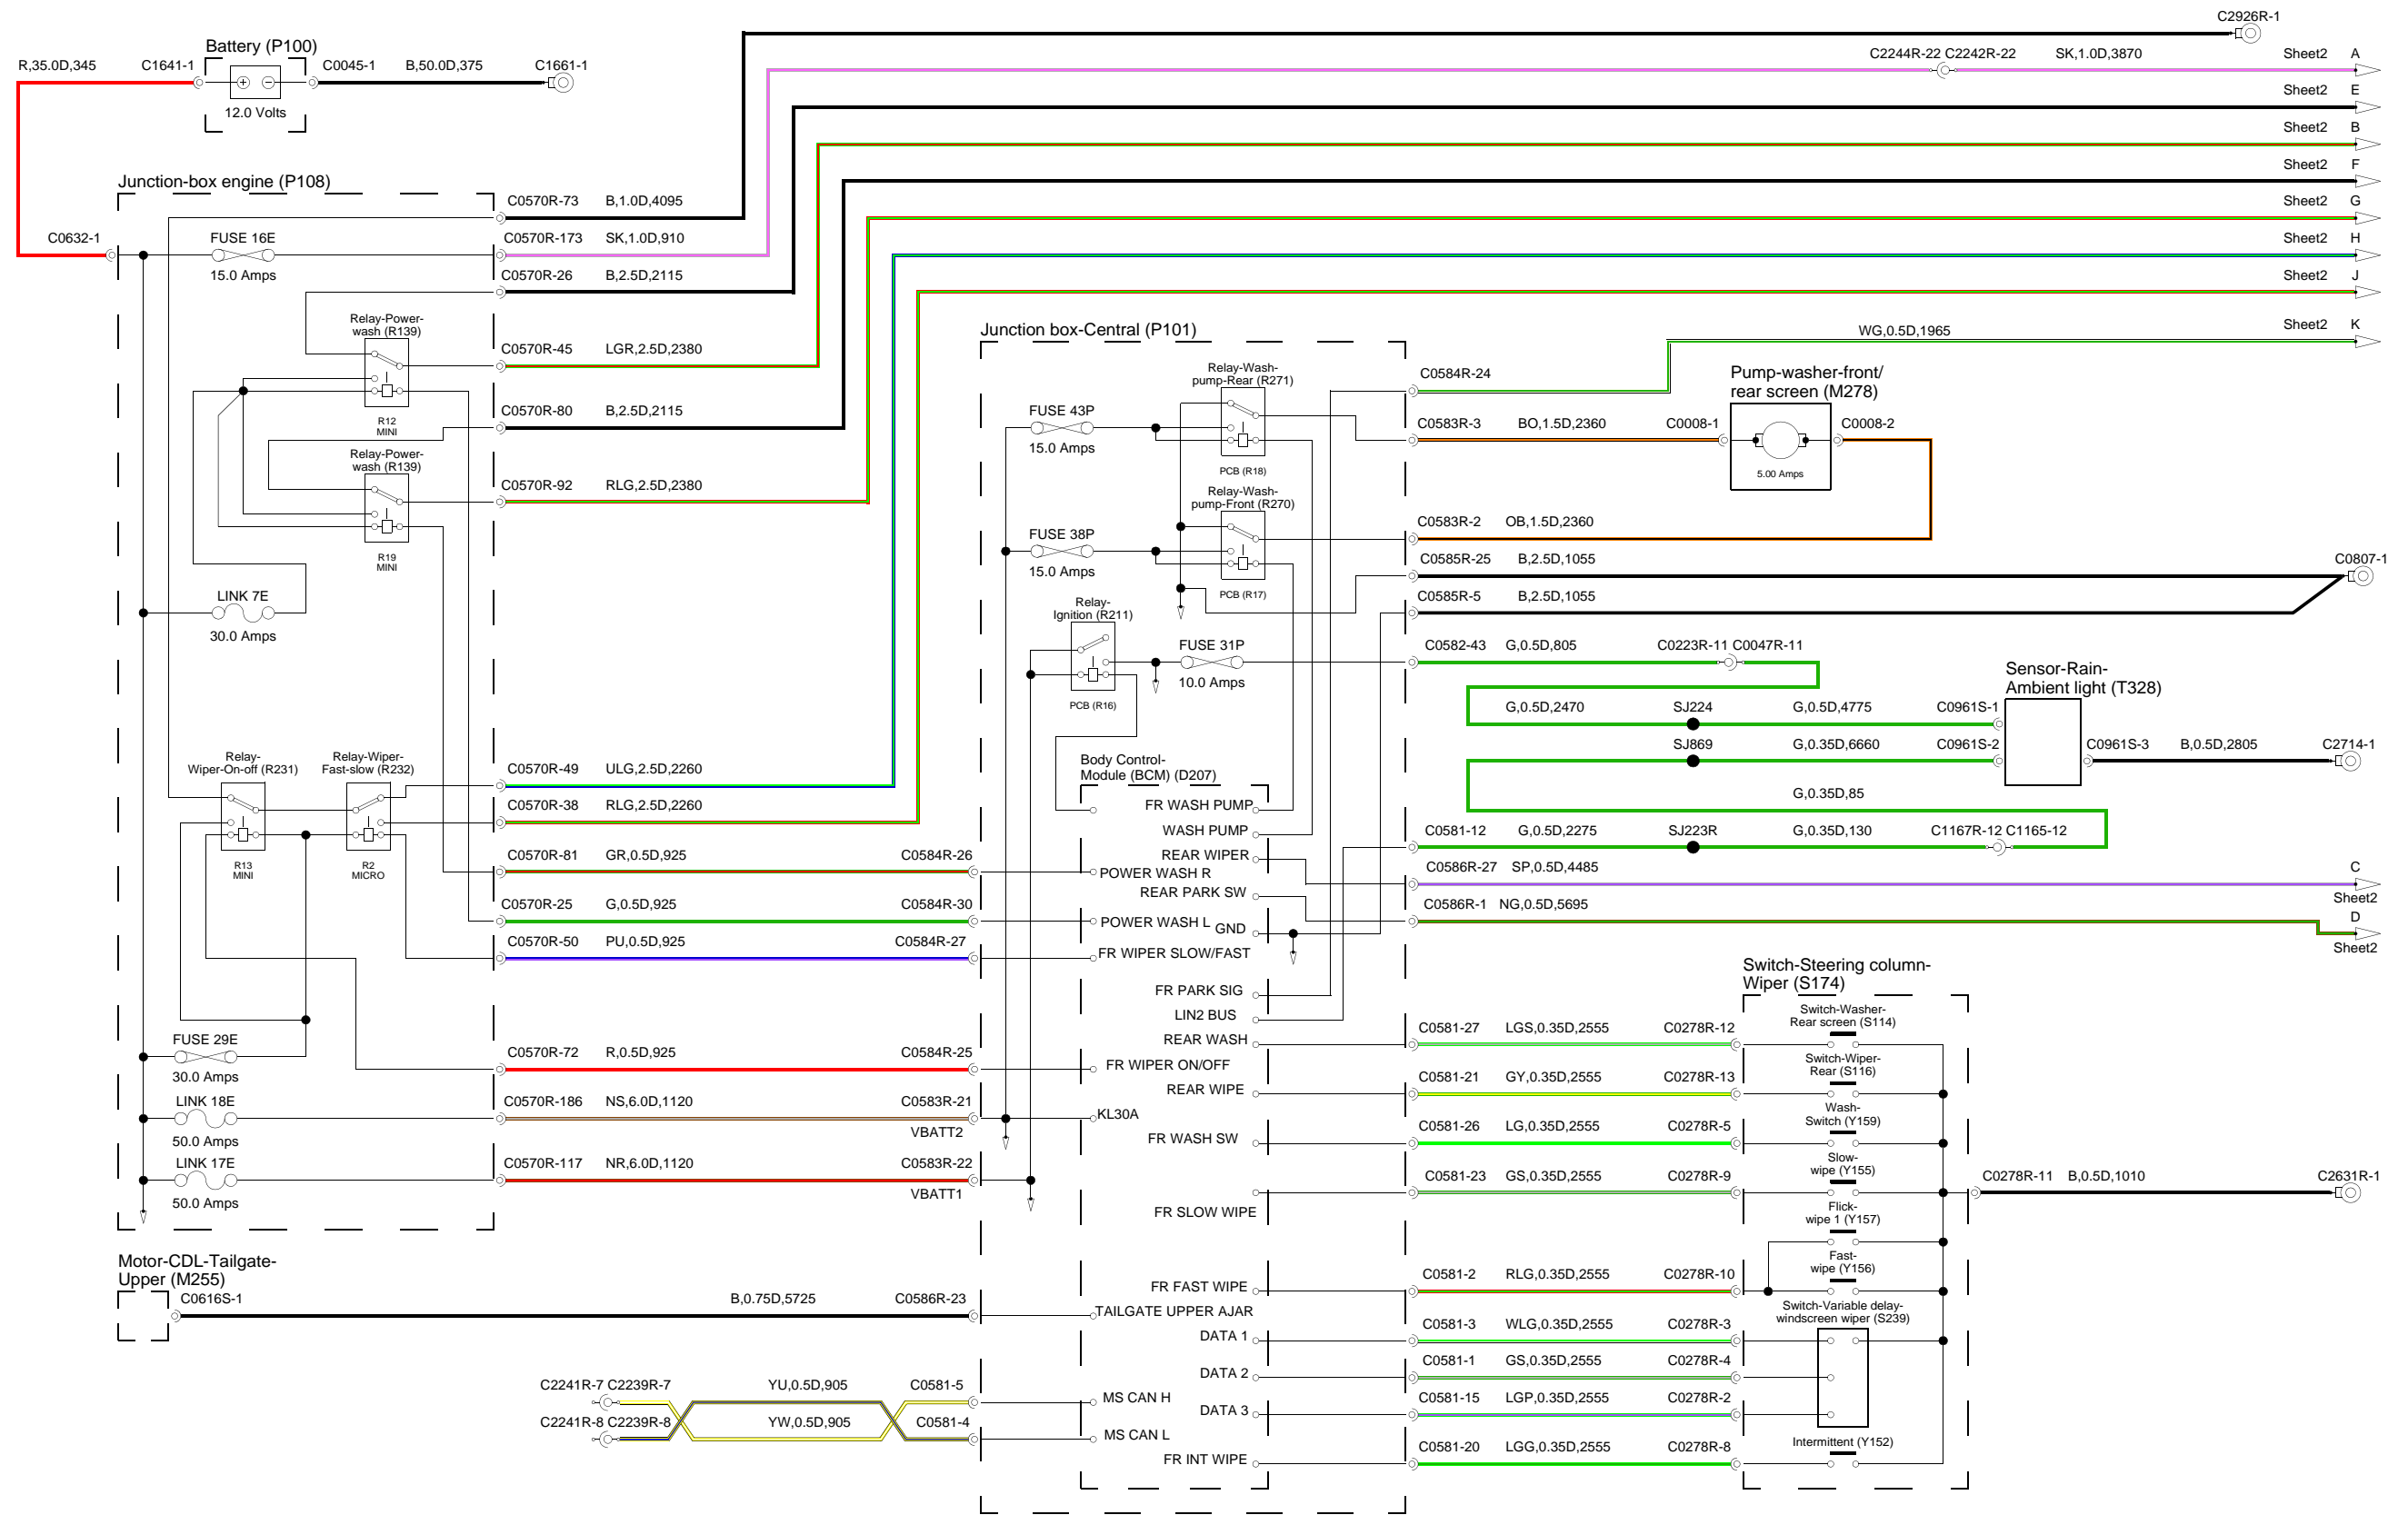 C2926R-1
Battery (P100)
R,35.0D,345 C1641-1 C0045-1 B,50.0D,375 C1661-1
12.0 Volts
C2244R-22 C2242R-22 SK,1.0D,3870 Sheet2 A
Sheet2 E
Sheet2 B
Sheet2 F
Sheet2 G
Sheet2 H
Sheet2 J
Sheet2 K
Junction-box engine (P108)
C0570R-73 B,1.0D,4095
C0632-1
FUSE 16E
15.0 Amps
C0570R-173 SK,1.0D,910
C0570R-26 B,2.5D,2115
Relay-Power-
wash (R139)
R12
MINI
C0570R-45 LGR,2.5D,2380
C0570R-80 B,2.5D,2115
Relay-Power-
wash (R139)
R19
MINI
C0570R-92 RLG,2.5D,2380
LINK 7E
30.0 Amps
Relay-
Wiper-On-off (R231)
R13
MINI
Relay-Wiper-
Fast-slow (R232)
R2
MICRO
C0570R-49 ULG,2.5D,2260
C0570R-38 RLG,2.5D,2260
C0570R-81 GR,0.5D,925 C0584R-26
C0570R-25 G,0.5D,925 C0584R-30
C0570R-50 PU,0.5D,925 C0584R-27
FUSE 29E
30.0 Amps
C0570R-72 R,0.5D,925 C0584R-25
LINK 18E
50.0 Amps
C0570R-186 NS,6.0D,1120 C0583R-21
VBATT2
LINK 17E
50.0 Amps
C0570R-117 NR,6.0D,1120 C0583R-22
VBATT1
Motor-CDL-Tailgate-
Upper (M255)
C0616S-1 B,0.75D,5725 C0586R-23
C2241R-7 C2239R-7 YU,0.5D,905 C0581-5
C2241R-8 C2239R-8 YW,0.5D,905 C0581-4
Junction box-Central (P101)
FUSE 43P
15.0 Amps
Relay-Wash-
pump-Rear (R271)
PCB (R18)
FUSE 38P
15.0 Amps
Relay-Wash-
pump-Front (R270)
PCB (R17)
Relay-
Ignition (R211)
PCB (R16)
FUSE 31P
10.0 Amps
Body Control-
Module (BCM) (D207)
FR WASH PUMP
WASH PUMP
REAR WIPER
POWER WASH R
REAR PARK SW
POWER WASH L
GND
FR WIPER SLOW/FAST
FR PARK SIG
LIN2 BUS
REAR WASH
FR WIPER ON/OFF
REAR WIPE
KL30A
FR WASH SW
FR SLOW WIPE
FR FAST WIPE
TAILGATE UPPER AJAR
DATA 1
DATA 2
MS CAN H
DATA 3
MS CAN L
FR INT WIPE
WG,0.5D,1965
C0584R-24
Pump-washer-front/
rear screen (M278)
5.00 Amps
C0583R-3 BO,1.5D,2360 C0008-1 C0008-2
C0583R-2 OB,1.5D,2360
C0585R-25 B,2.5D,1055 C0807-1
C0585R-5 B,2.5D,1055
C0582-43 G,0.5D,805 C0223R-11 C0047R-11
Sensor-Rain-
Ambient light (T328)
G,0.5D,2470 SJ224 G,0.5D,4775 C0961S-1
SJ869 G,0.35D,6660 C0961S-2
C0961S-3 B,0.5D,2805 C2714-1
G,0.35D,85
C0581-12 G,0.5D,2275 SJ223R G,0.35D,130 C1167R-12 C1165-12
C0586R-27 SP,0.5D,4485 C
Sheet2
C0586R-1 NG,0.5D,5695 D
Sheet2
Switch-Steering column-
Wiper (S174)
Switch-Washer-
Rear screen (S114)
C0581-27 LGS,0.35D,2555 C0278R-12
Switch-Wiper-
Rear (S116)
C0581-21 GY,0.35D,2555 C0278R-13
Wash-
Switch (Y159)
C0581-26 LG,0.35D,2555 C0278R-5
Slow-
wipe (Y155)
C0581-23 GS,0.35D,2555 C0278R-9
C0278R-11 B,0.5D,1010 C2631R-1
Flick-
wipe 1 (Y157)
Fast-
wipe (Y156)
C0581-2 RLG,0.35D,2555 C0278R-10
Switch-Variable delay-
windscreen wiper (S239)
C0581-3 WLG,0.35D,2555 C0278R-3
C0581-1 GS,0.35D,2555 C0278R-4
C0581-15 LGP,0.35D,2555 C0278R-2
Intermittent (Y152)
C0581-20 LGG,0.35D,2555 C0278R-8